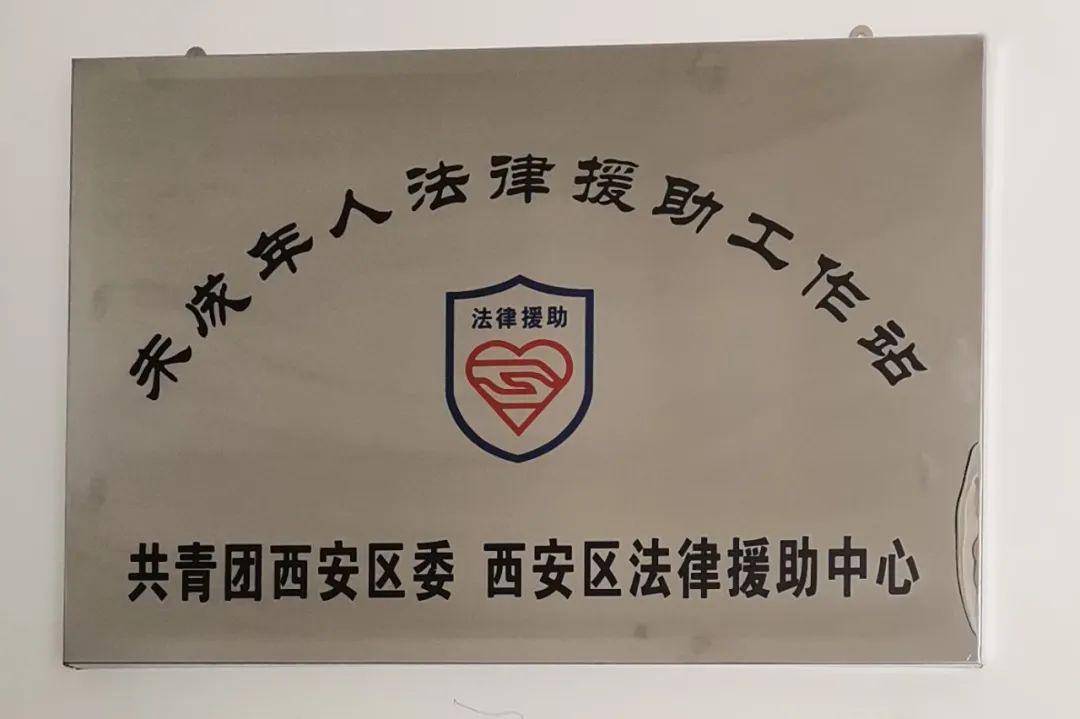 未成年人法律援助工作站
法律援助
共青团西安区委 西安区法律援助中心